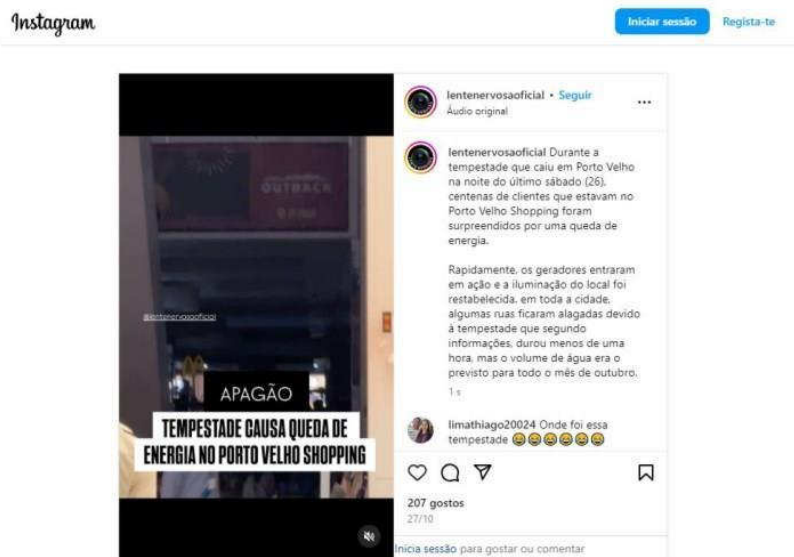 Instagram
Iniciar sessão
Regista-te
OUTBACK
@lentenervosaoficial
APAGÃO
TEMPESTADE CAUSA QUEDA DE
ENERGIA NO PORTO VELHO SHOPPING
lentenervosaoficial • Seguir
Áudio original
lentenervosaoficial Durante a
tempestade que caiu em Porto Velho
na noite do último sábado (26),
centenas de clientes que estavam no
Porto Velho Shopping foram
surpreendidos por uma queda de
energia.
Rapidamente, os geradores entraram
em ação e a iluminação do local foi
restabelecida, em toda a cidade,
algumas ruas ficaram alagadas devido
à tempestade que segundo
informações, durou menos de uma
hora, mas o volume de água era o
previsto para todo o mês de outubro.
1 s
limathiago20024 Onde foi essa
tempestade 😂😂😂😂😂😂
207 gostos
27/10
Inicia sessão para gostar ou comentar